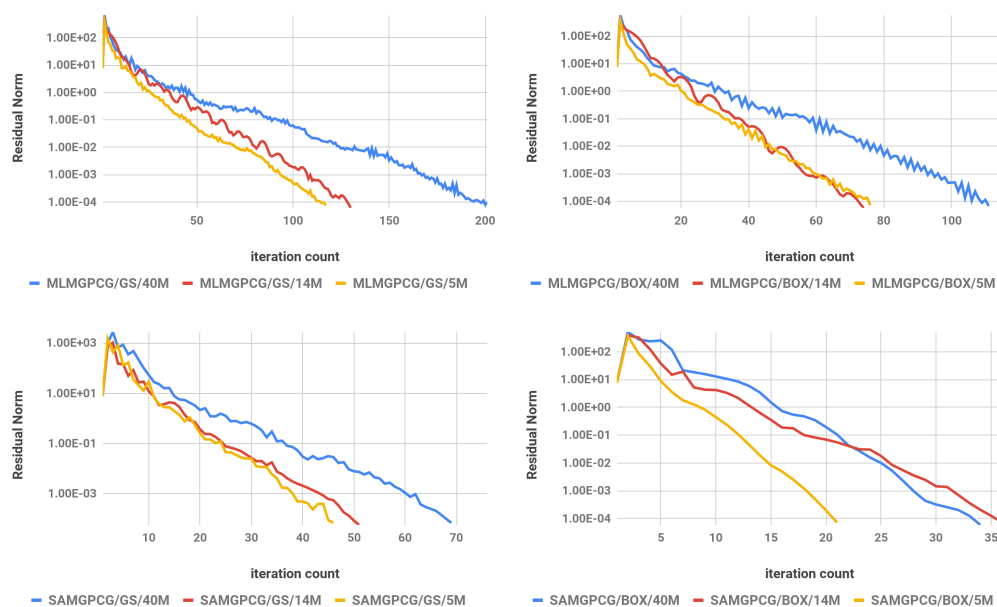 Residual Norm
1.00E+02
1.00E+01
1.00E+00
1.00E-01
1.00E-02
1.00E-03
1.00E-04
50
100
150
200
iteration count
MLMGPCG/GS/40M MLMGPCG/GS/14M MLMGPCG/GS/5M
Residual Norm
1.00E+02
1.00E+01
1.00E+00
1.00E-01
1.00E-02
1.00E-03
1.00E-04
20
40
60
80
100
iteration count
MLMGPCG/BOX/40M MLMGPCG/BOX/14M MLMGPCG/BOX/5M
Residual Norm
1.00E+03
1.00E+01
1.00E-01
1.00E-03
10
20
30
40
50
60
70
iteration count
SAMGPCG/GS/40M SAMGPCG/GS/14M SAMGPCG/GS/5M
Residual Norm
1.00E+02
1.00E+01
1.00E+00
1.00E-01
1.00E-02
1.00E-03
1.00E-04
5
10
15
20
25
30
35
iteration count
SAMGPCG/BOX/40M SAMGPCG/BOX/14M SAMGPCG/BOX/5M